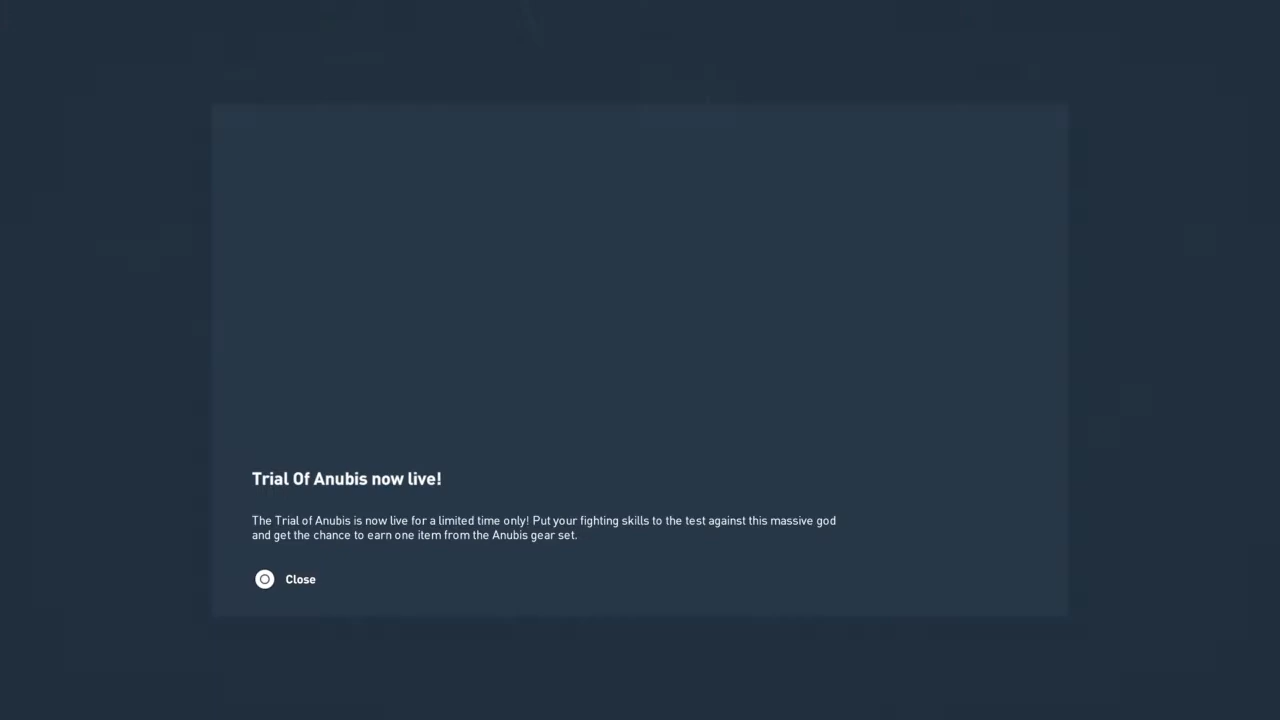 Trial Of Anubis now live!
The Trial of Anubis is now live for a limited time only! Put your fighting skills to the test against this massive god
and get the chance to earn one item from the Anubis gear set.
Close